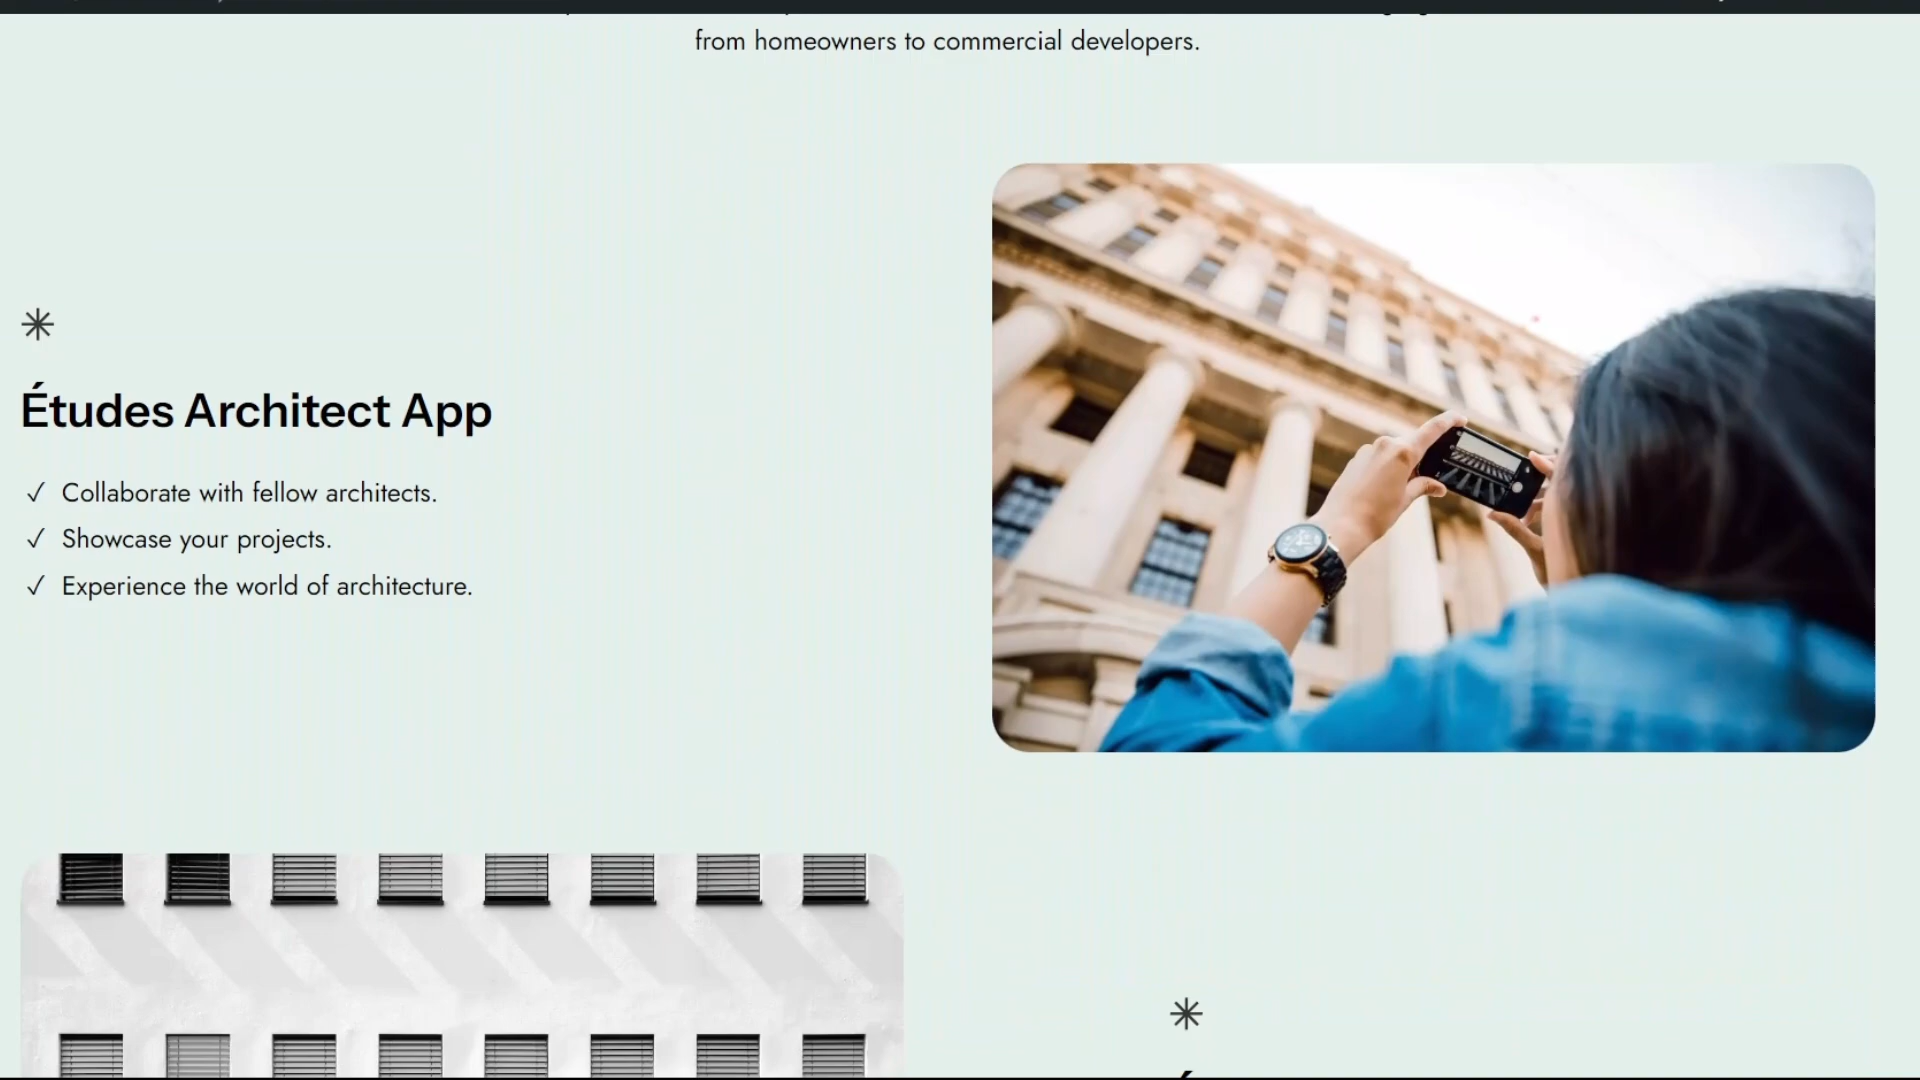 from homeowners to commercial developers.
Études Architect App
✓ Collaborate with fellow architects.
✓ Showcase your projects.
✓ Experience the world of architecture.